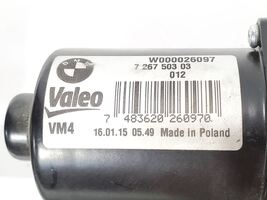 W000026097
7 267 503 03
012
Valeo
VM4
7 483620 260970
16.01.15 05.49 Made in Poland